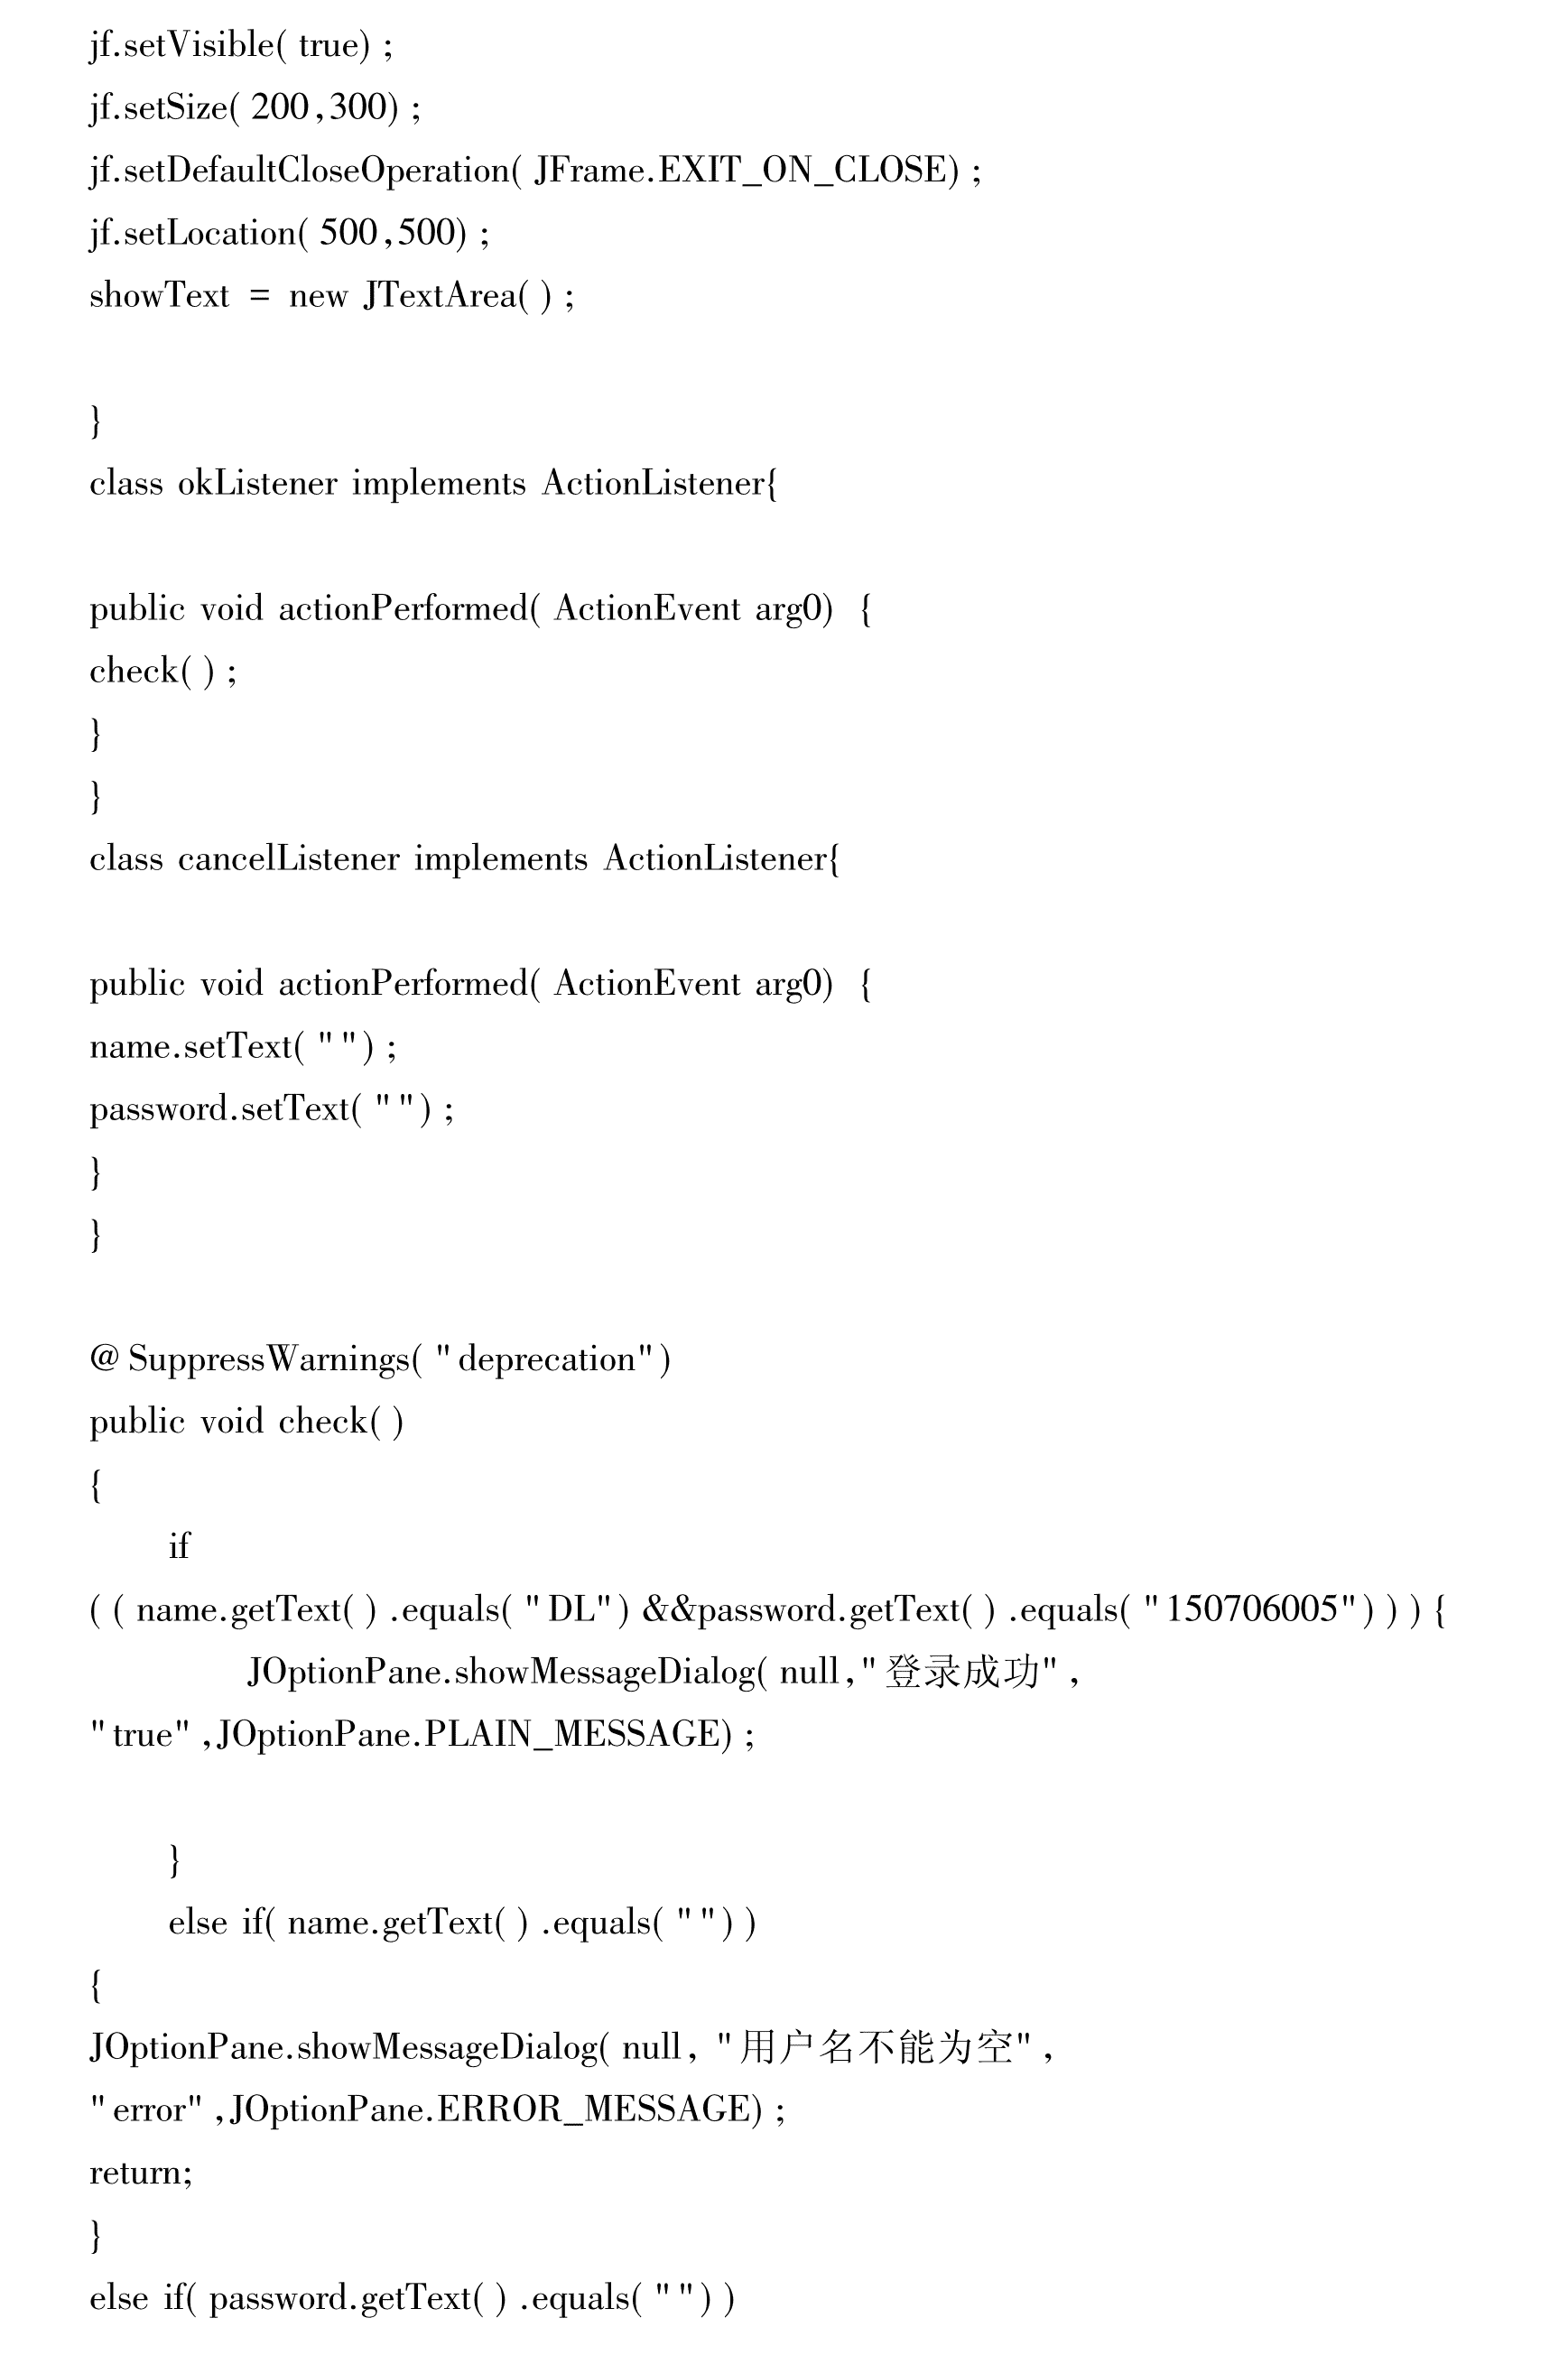 jf.setVisible(true);
jf.setSize(200,300);
jf.setDefaultCloseOperation(JFrame.EXIT_ON_CLOSE);
jf.setLocation(500,500);
showText = new JTextArea();
}
class okListener implements ActionListener{
public void actionPerformed(ActionEvent arg0) {
check();
}
}
class cancelListener implements ActionListener{
public void actionPerformed(ActionEvent arg0) {
name.setText("");
password.setText("");
}
}
@SuppressWarnings("deprecation")
public void check()
{
if
((name.getText().equals("DL")&&password.getText().equals("150706005"))){
JOptionPane.showMessageDialog(null,"登录成功",
"true",JOptionPane.PLAIN_MESSAGE);
}
else if(name.getText().equals(""))
{
JOptionPane.showMessageDialog(null, "用户名不能为空",
"error",JOptionPane.ERROR_MESSAGE);
return;
}
else if(password.getText().equals(""))